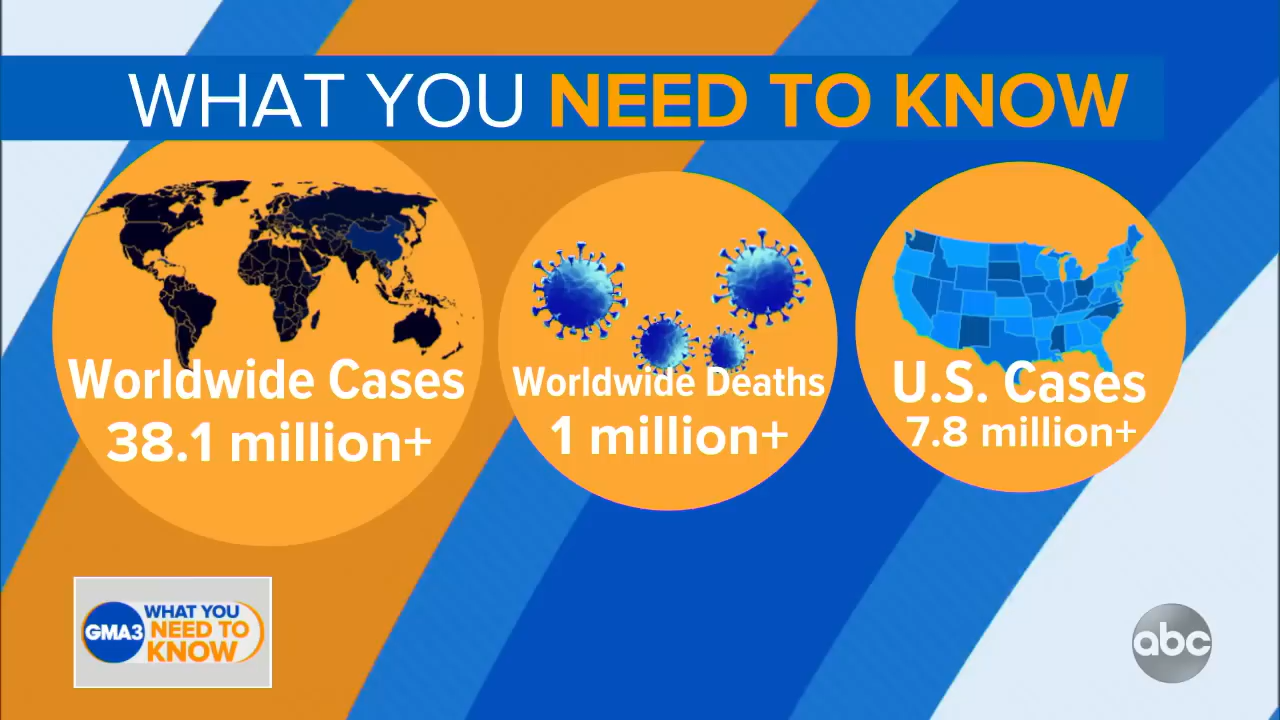 WHAT YOU NEED TO KNOW
Worldwide Cases
38.1 million+
Worldwide Deaths
1 million+
U.S. Cases
7.8 million+
GMA3
WHAT YOU
NEED TO
KNOW
abc